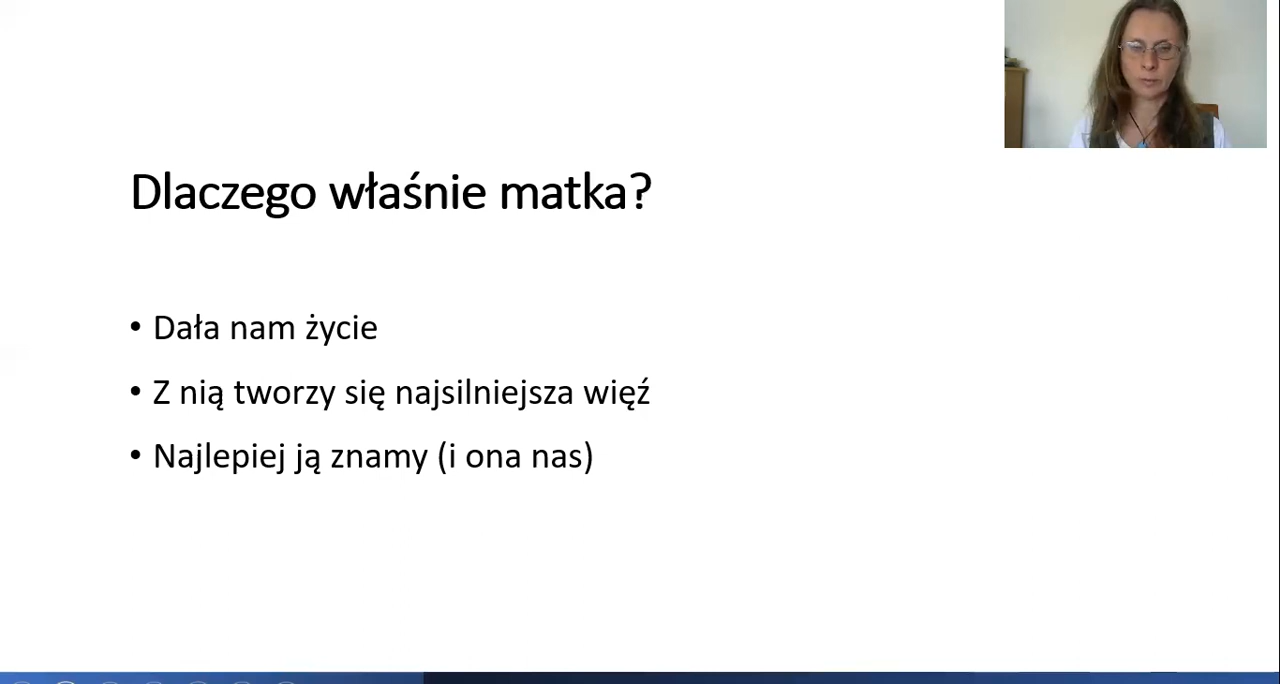 Dlaczego właśnie matka?
• Dała nam życie
• Z nią tworzy się najsilniejsza więź
• Najlepiej ją znamy (i ona nas)